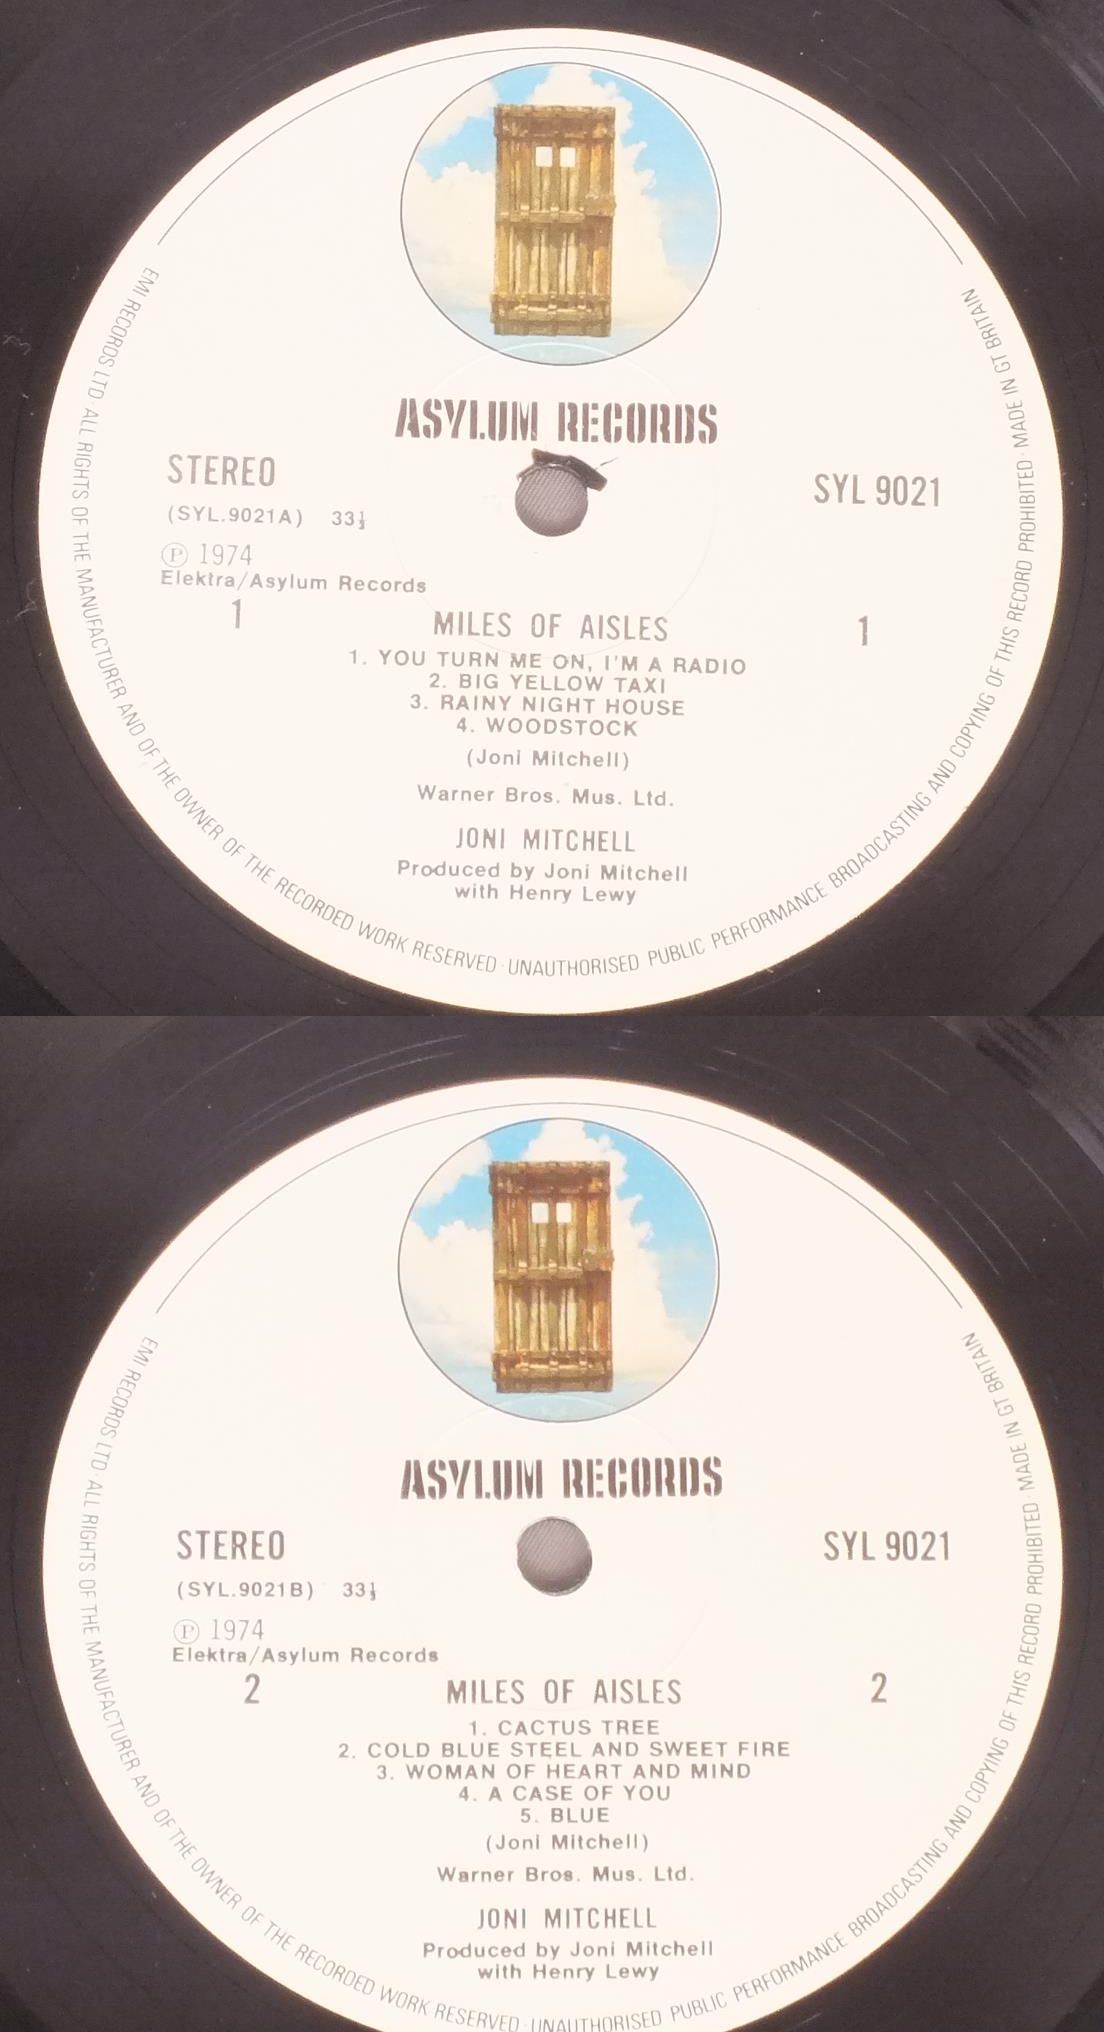 ASYLUM RECORDS
STEREO
SYL 9021
(SYL.9021A) 33⅓
Ⓟ 1974
Elektra/Asylum Records
1
1
MILES OF AISLES
1. YOU TURN ME ON, I'M A RADIO
2. BIG YELLOW TAXI
3. RAINY NIGHT HOUSE
4. WOODSTOCK
(Joni Mitchell)
Warner Bros. Mus. Ltd.
JONI MITCHELL
Produced by Joni Mitchell
with Henry Lewy
EMI RECORDS LTD · ALL RIGHTS OF THE MANUFACTURER AND OF THE OWNER OF THE RECORDED WORK RESERVED · UNAUTHORISED PUBLIC PERFORMANCE BROADCASTING AND COPYING OF THIS RECORD PROHIBITED · MADE IN GT BRITAIN
ASYLUM RECORDS
STEREO
SYL 9021
(SYL.9021B) 33⅓
Ⓟ 1974
Elektra/Asylum Records
2
2
MILES OF AISLES
1. CACTUS TREE
2. COLD BLUE STEEL AND SWEET FIRE
3. WOMAN OF HEART AND MIND
4. A CASE OF YOU
5. BLUE
(Joni Mitchell)
Warner Bros. Mus. Ltd.
JONI MITCHELL
Produced by Joni Mitchell
with Henry Lewy
EMI RECORDS LTD · ALL RIGHTS OF THE MANUFACTURER AND OF THE OWNER OF THE RECORDED WORK RESERVED · UNAUTHORISED PUBLIC PERFORMANCE BROADCASTING AND COPYING OF THIS RECORD PROHIBITED · MADE IN GT BRITAIN